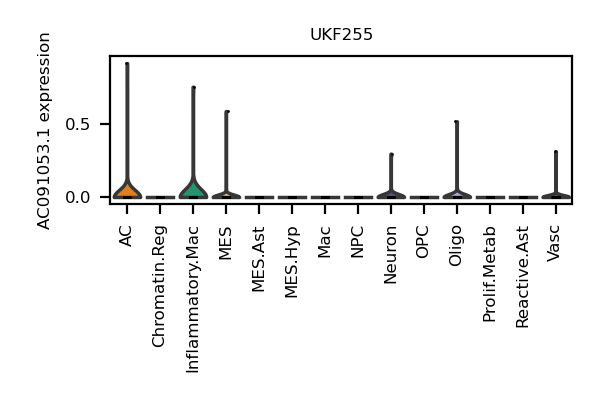 UKF255
AC091053.1 expression
0.5
0.0
AC
Chromatin.Reg
Inflammatory.Mac
MES
MES.Ast
MES.Hyp
Mac
NPC
Neuron
OPC
Oligo
Prolif.Metab
Reactive.Ast
Vasc